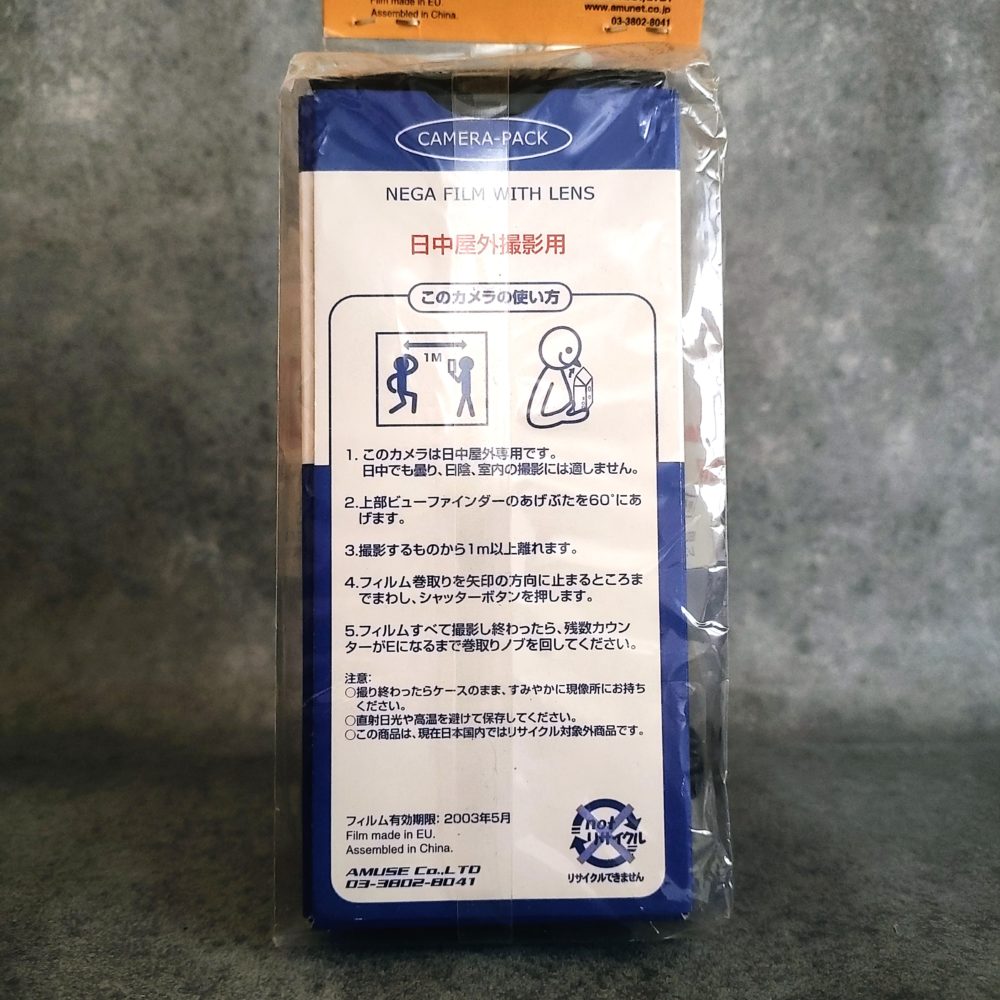 Film made in EU.
Assembled in China.
www.amunet.co.jp
03-3802-8041
CAMERA-PACK
NEGA FILM WITH LENS
日中屋外撮影用
このカメラの使い方
1M
1. このカメラは日中屋外専用です。
日中でも曇り、日陰、室内の撮影には適しません。
2.上部ビューファインダーのあげぶたを60°にあ
げます。
3.撮影するものから1m以上離れます。
4.フィルム巻取りを矢印の方向に止まるところま
でまわし、シャッターボタンを押します。
5.フィルムすべて撮影し終わったら、残数カウン
ターがEになるまで巻取りノブを回してください。
注意:
○撮り終わったらケースのまま、すみやかに現像所にお持ち
ください。
○直射日光や高温を避けて保存してください。
○この商品は、現在日本国内ではリサイクル対象外商品です。
フィルム有効期限: 2003年5月
Film made in EU.
Assembled in China.
AMUSE Co.,LTD
03-3802-8041
not
リサイクル
リサイクルできません